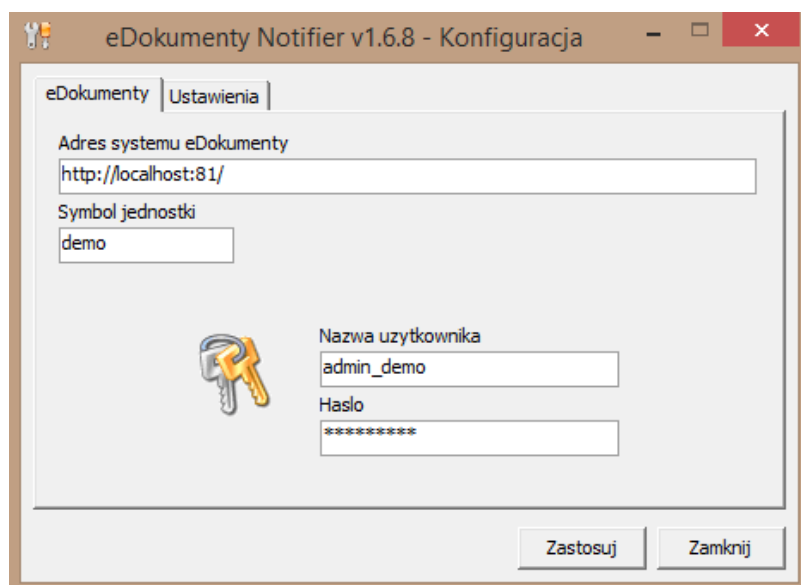 eDokumenty Notifier v1.6.8 - Konfiguracja
eDokumenty Ustawienia
Adres systemu eDokumenty
http://localhost:81/
Symbol jednostki
demo
Nazwa uzytkownika
admin_demo
Haslo
*********
Zastosuj Zamknij